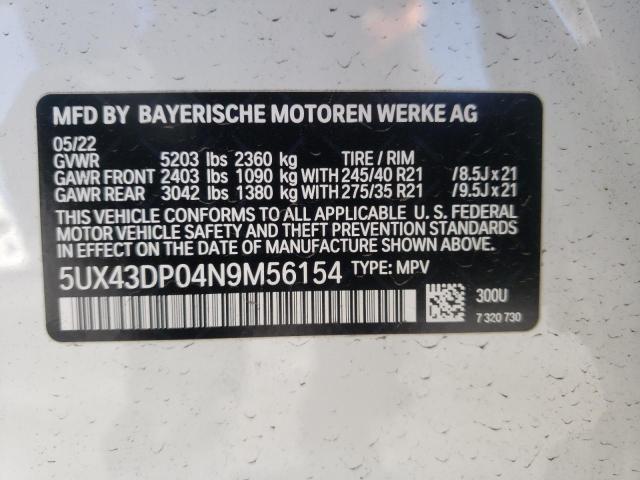 MFD BY BAYERISCHE MOTOREN WERKE AG
05/22
GVWR 5203 lbs 2360 kg TIRE / RIM
GAWR FRONT 2403 lbs 1090 kg WITH 245/40 R21 /8.5J x 21
GAWR REAR 3042 lbs 1380 kg WITH 275/35 R21 /9.5J x 21
THIS VEHICLE CONFORMS TO ALL APPLICABLE U. S. FEDERAL
MOTOR VEHICLE SAFETY AND THEFT PREVENTION STANDARDS
IN EFFECT ON THE DATE OF MANUFACTURE SHOWN ABOVE.
5UX43DP04N9M56154 TYPE: MPV
300U
7 320 730